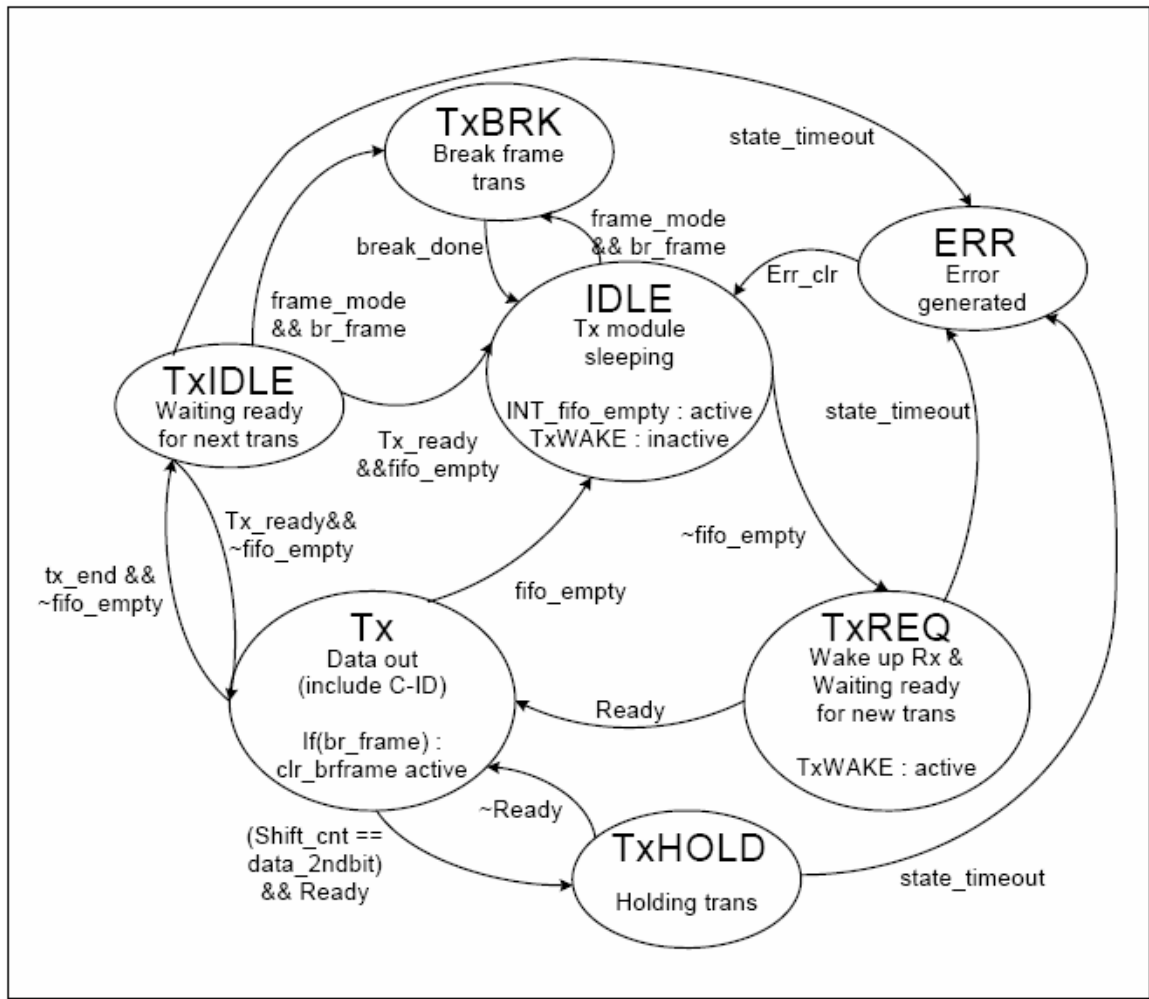 TxBRK
Break frame
trans
state_timeout
frame_mode
&& br_frame
break_done
ERR
Error
generated
Err_clr
IDLE
Tx module
sleeping
INT_fifo_empty : active
TxWAKE : inactive
frame_mode
&& br_frame
TxIDLE
Waiting ready
for next trans
Tx_ready
&&fifo_empty
state_timeout
Tx_ready&&
~fifo_empty
~fifo_empty
tx_end &&
~fifo_empty
fifo_empty
Tx
Data out
(include C-ID)
If(br_frame) :
clr_brframe active
TxREQ
Wake up Rx &
Waiting ready
for new trans
TxWAKE : active
Ready
~Ready
(Shift_cnt ==
data_2ndbit)
&& Ready
TxHOLD
Holding trans
state_timeout